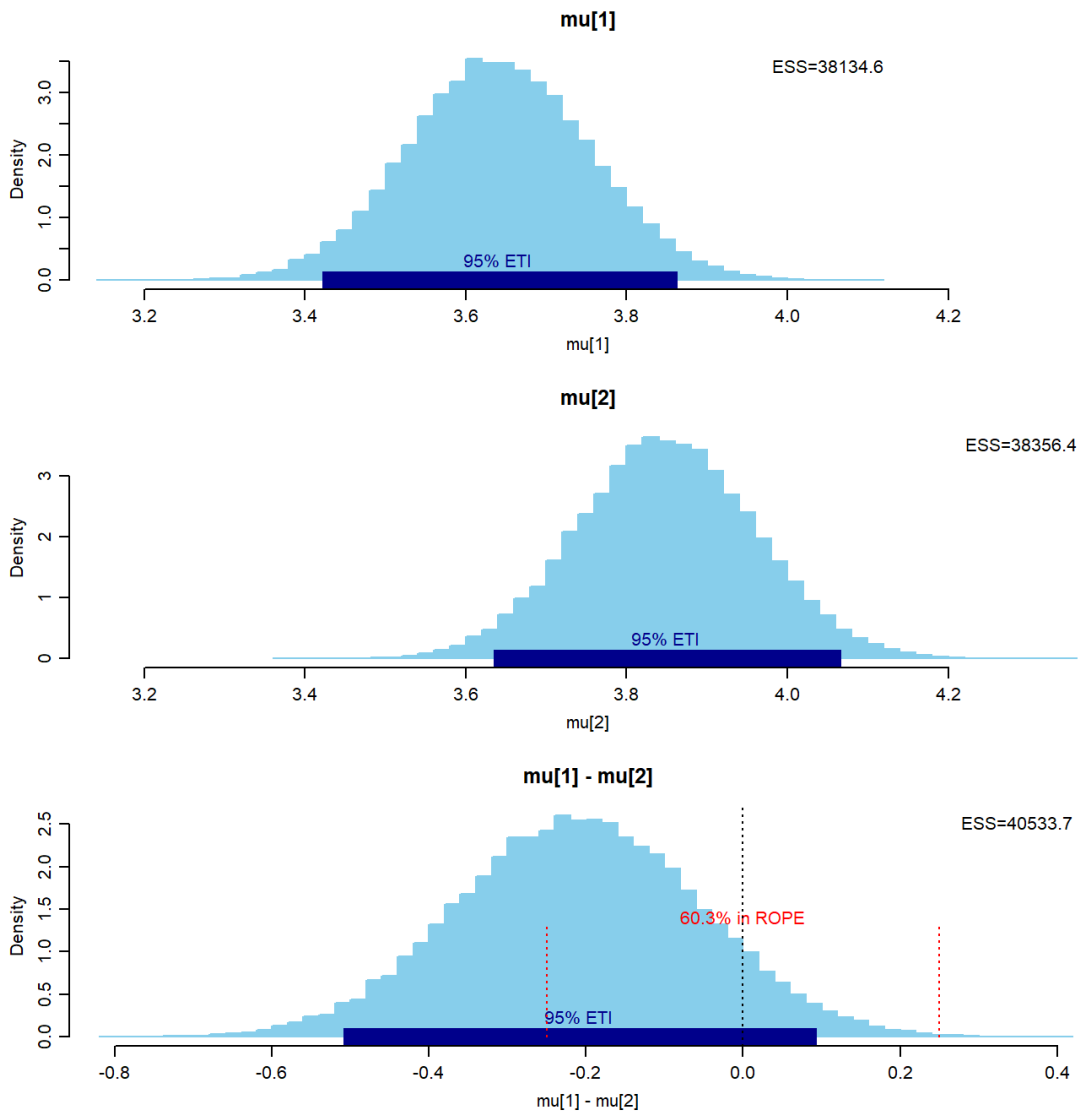 mu[1]
ESS=38134.6
Density
0.0 1.0 2.0 3.0
95% ETI
3.2 3.4 3.6 3.8 4.0 4.2
mu[1]
mu[2]
ESS=38356.4
Density
0 1 2 3
95% ETI
3.2 3.4 3.6 3.8 4.0 4.2
mu[2]
mu[1] - mu[2]
ESS=40533.7
Density
0.0 0.5 1.0 1.5 2.0 2.5
60.3% in ROPE
95% ETI
-0.8 -0.6 -0.4 -0.2 0.0 0.2 0.4
mu[1] - mu[2]